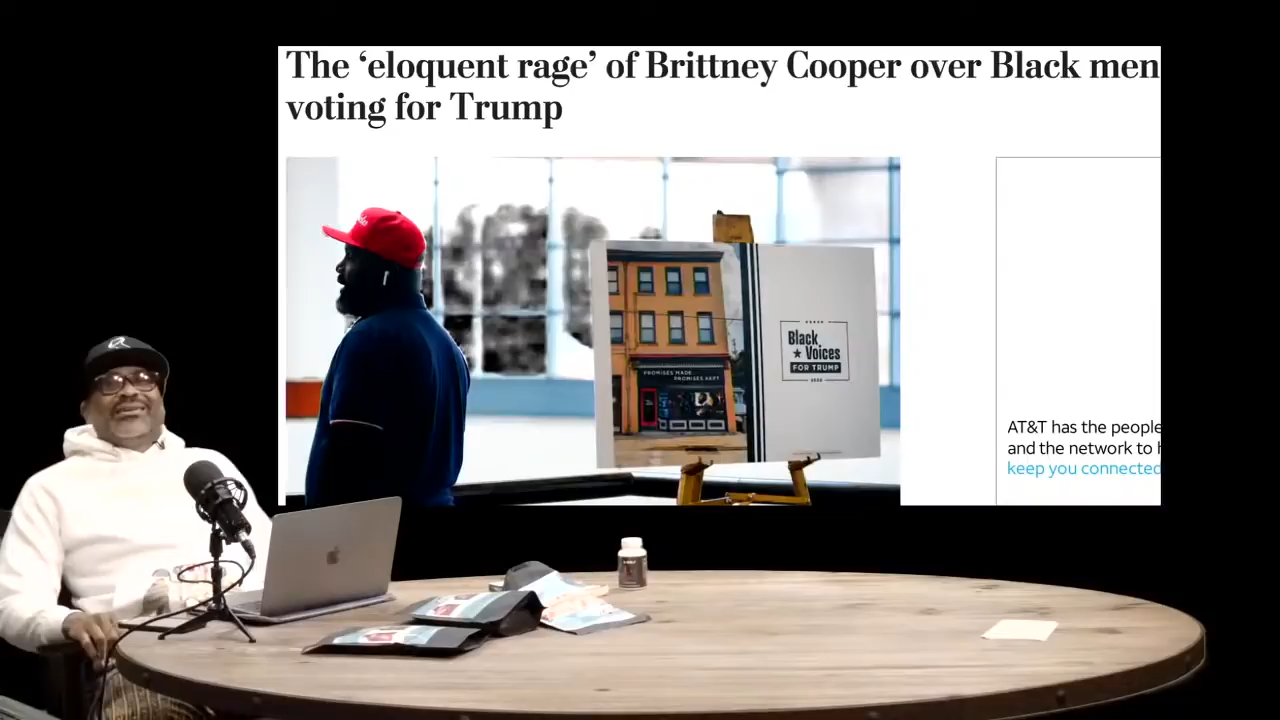 The ‘eloquent rage’ of Brittney Cooper over Black men
voting for Trump
PROMISES MADE
PROMISES KEPT
Black
Voices
FOR TRUMP
2020
AT&T has the people
and the network to h
keep you connected